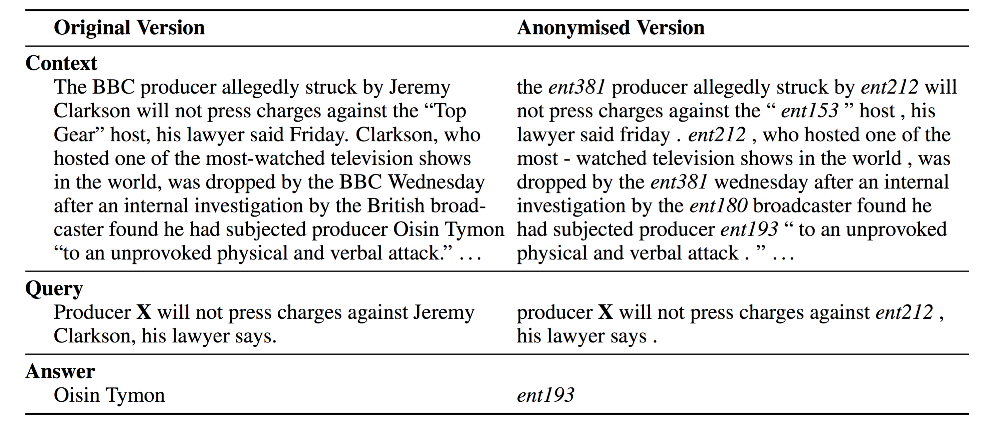 Original Version
Anonymised Version
Context
The BBC producer allegedly struck by Jeremy
Clarkson will not press charges against the “Top
Gear” host, his lawyer said Friday. Clarkson, who
hosted one of the most-watched television shows
in the world, was dropped by the BBC Wednesday
after an internal investigation by the British broad-
caster found he had subjected producer Oisin Tymon
“to an unprovoked physical and verbal attack.” . . .
the ent381 producer allegedly struck by ent212 will
not press charges against the “ ent153 ” host , his
lawyer said friday . ent212 , who hosted one of the
most - watched television shows in the world , was
dropped by the ent381 wednesday after an internal
investigation by the ent180 broadcaster found he
had subjected producer ent193 “ to an unprovoked
physical and verbal attack . ” . . .
Query
Producer X will not press charges against Jeremy
Clarkson, his lawyer says.
producer X will not press charges against ent212 ,
his lawyer says .
Answer
Oisin Tymon
ent193